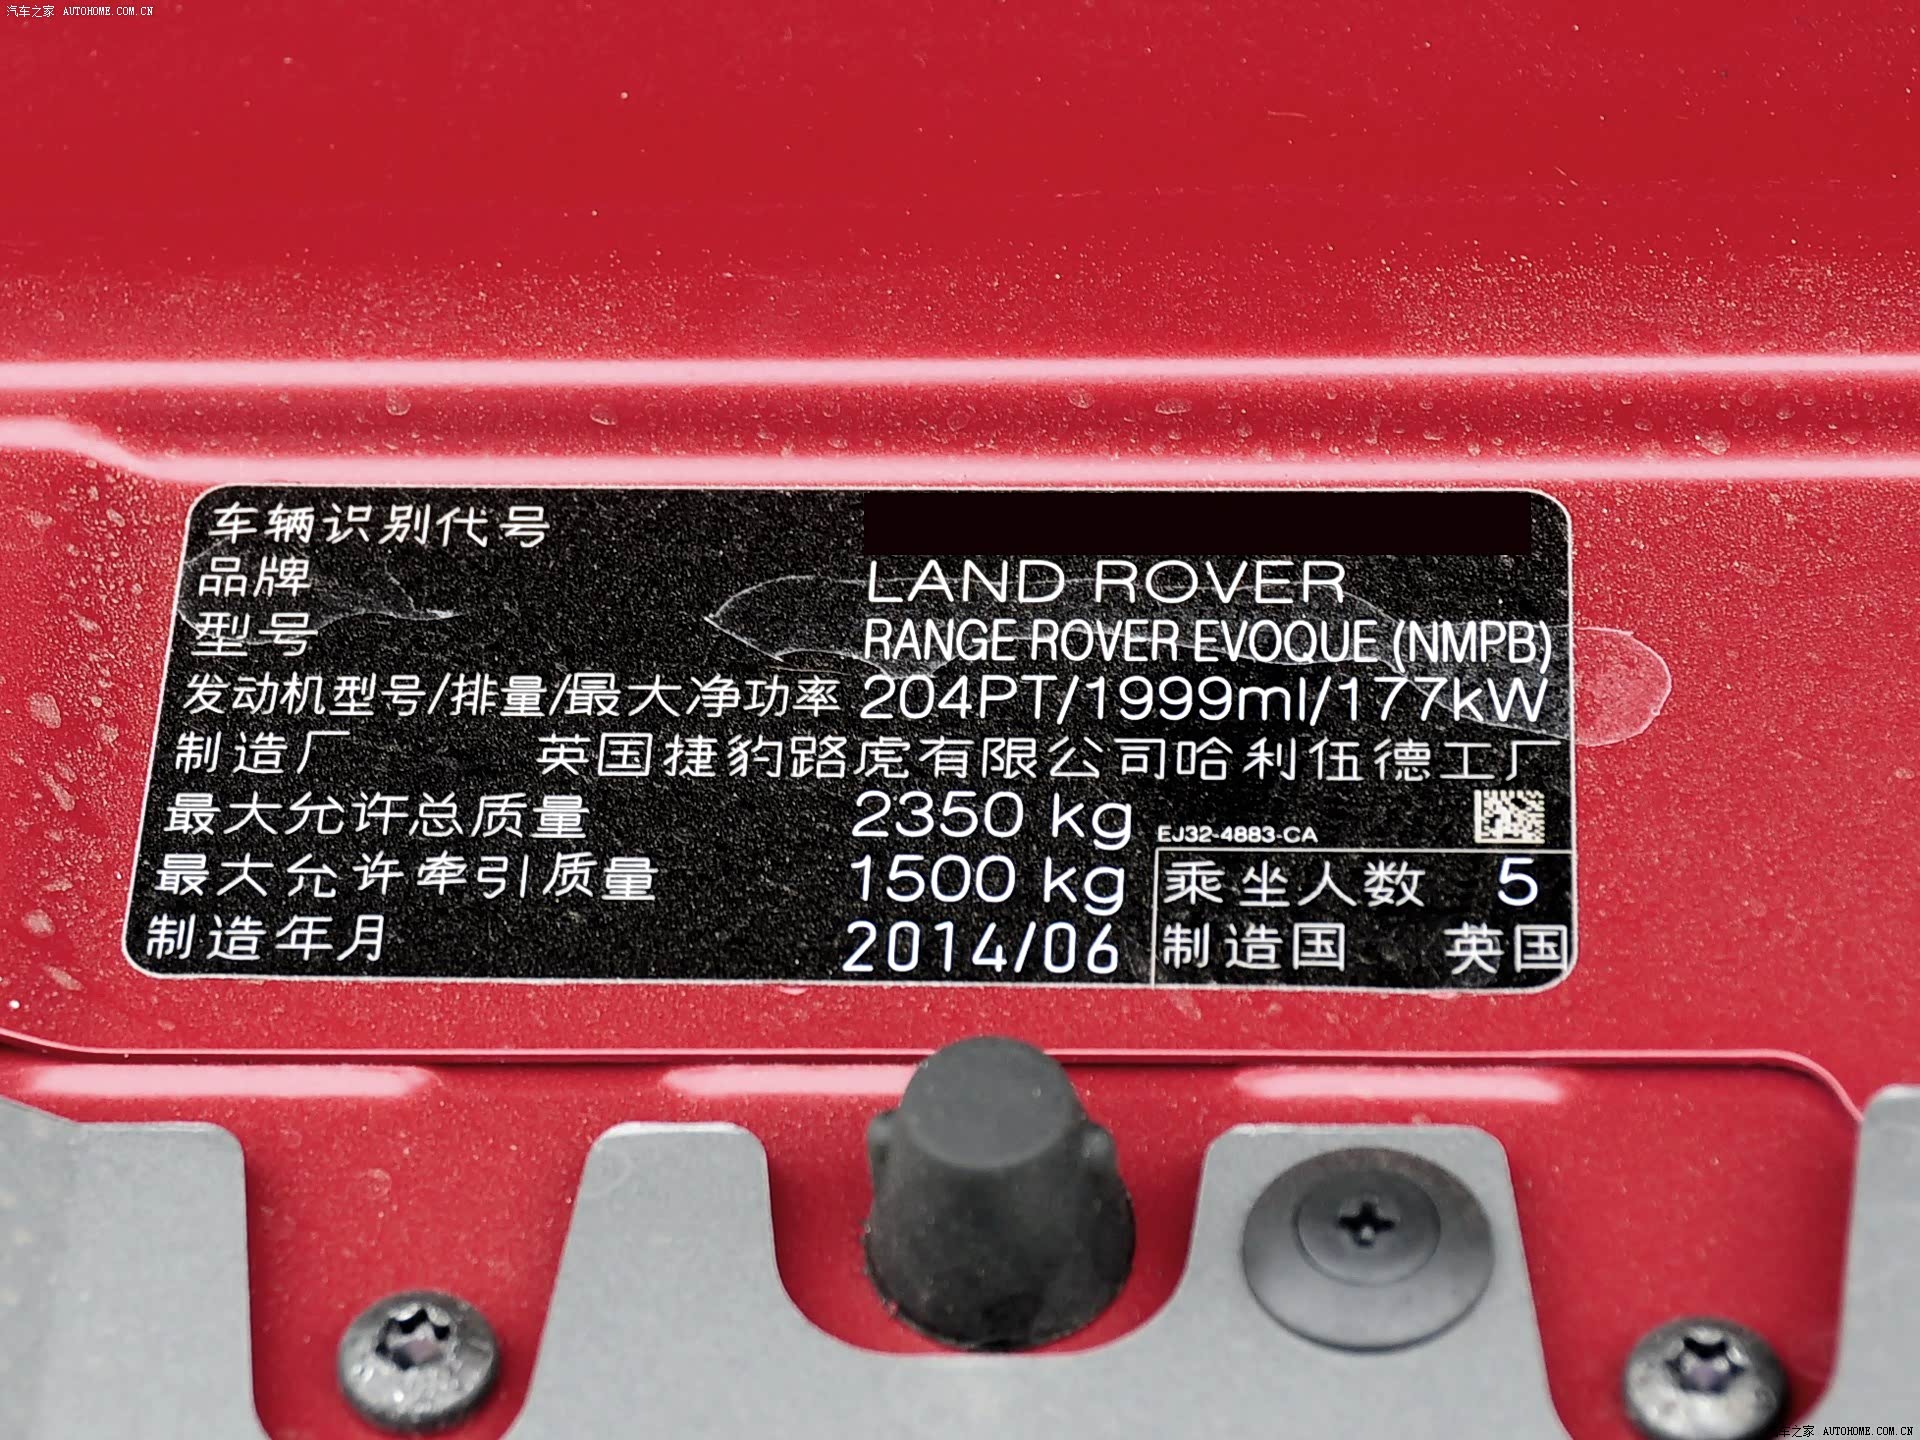 汽车之家 AUTOHOME.COM.CN
车辆识别代号
品牌 LAND ROVER
型号 RANGE ROVER EVOQUE (NMPB)
发动机型号/排量/最大净功率 204PT/1999ml/177kW
制造厂 英国捷豹路虎有限公司哈利伍德工厂
最大允许总质量 2350 kg EJ32-4883-CA
最大允许牵引质量 1500 kg 乘坐人数 5
制造年月 2014/06 制造国 英国
汽车之家 AUTOHOME.COM.CN